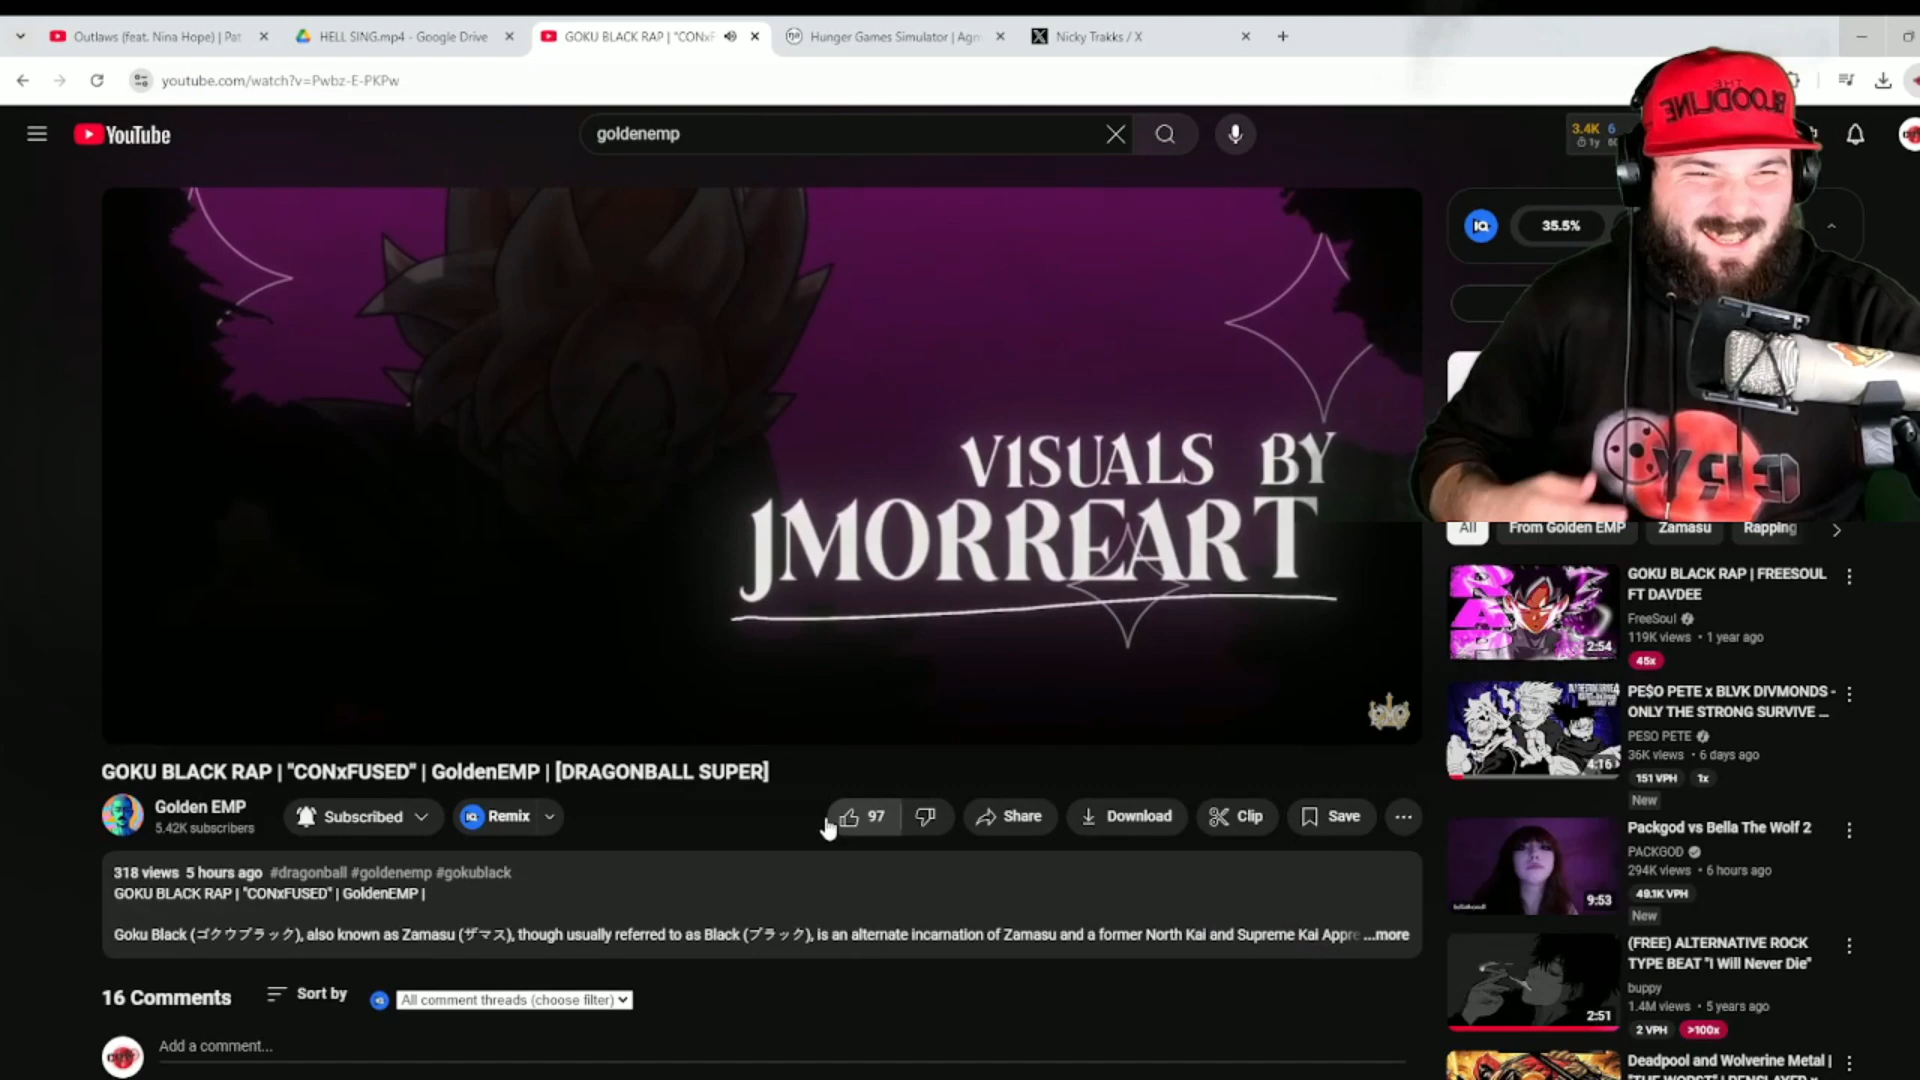 Outlaws (feat. Nina Hope) | Pat
HELL SING.mp4 - Google Drive
GOKU BLACK RAP | "CONxF
Hunger Games Simulator | Agm
Nicky Trakks / X
youtube.com/watch?v=Pwbz-E-PKPw
YouTube
goldenemp
3.4K 6
1y
THE
BLOODLINE
IQ
35.5%
VISUALS BY
JMORREART
All
From Golden EMP
Zamasu
Rapping
GOKU BLACK RAP | FREESOUL
FT DAVDEE
FreeSoul
119K views • 1 year ago
45x
2:54
PE$O PETE x BLVK DIVMONDS -
ONLY THE STRONG SURVIVE ...
PESO PETE
36K views • 6 days ago
151 VPH 1x
New
4:16
Packgod vs Bella The Wolf 2
PACKGOD
294K views • 6 hours ago
49.1K VPH
New
9:53
(FREE) ALTERNATIVE ROCK
TYPE BEAT "I Will Never Die"
buppy
1.4M views • 5 years ago
2 VPH >100x
2:51
Deadpool and Wolverine Metal |
GOKU BLACK RAP | "CONxFUSED" | GoldenEMP | [DRAGONBALL SUPER]
Golden EMP
5.42K subscribers
Subscribed
Remix
97
Share
Download
Clip
Save
318 views 5 hours ago #dragonball #goldenemp #gokublack
GOKU BLACK RAP | "CONxFUSED" | GoldenEMP |
Goku Black (ゴクウブラック), also known as Zamasu (ザマス), though usually referred to as Black (ブラック), is an alternate incarnation of Zamasu and a former North Kai and Supreme Kai Appre ...more
16 Comments
Sort by
All comment threads (choose filter)
Add a comment...